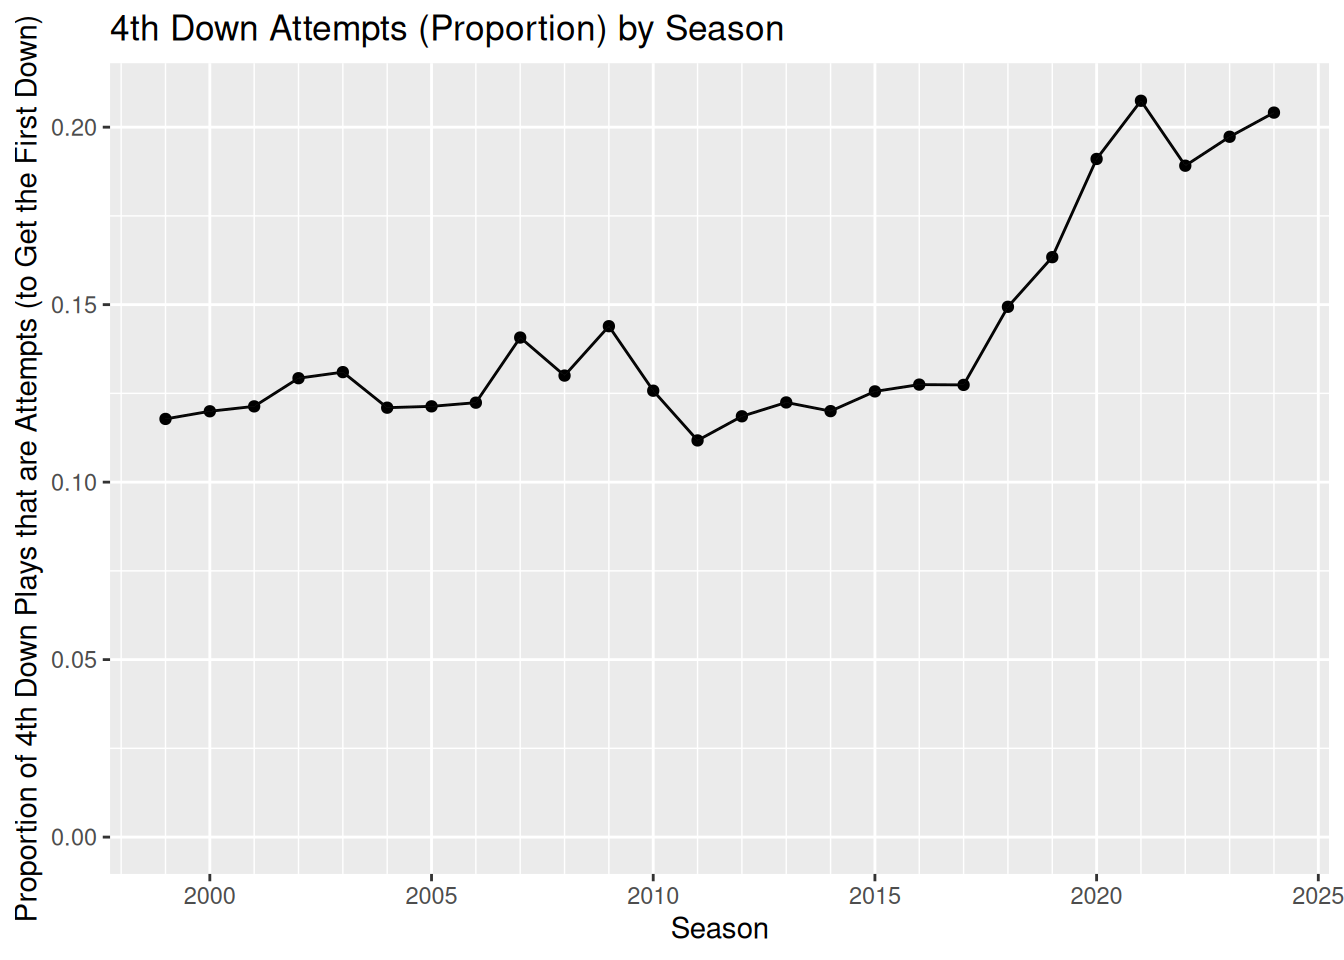 4th Down Attempts (Proportion) by Season
Proportion of 4th Down Plays that are Attempts (to Get the First Down)
0.20
0.15
0.10
0.05
0.00
2000 2005 2010 2015 2020 2025
Season